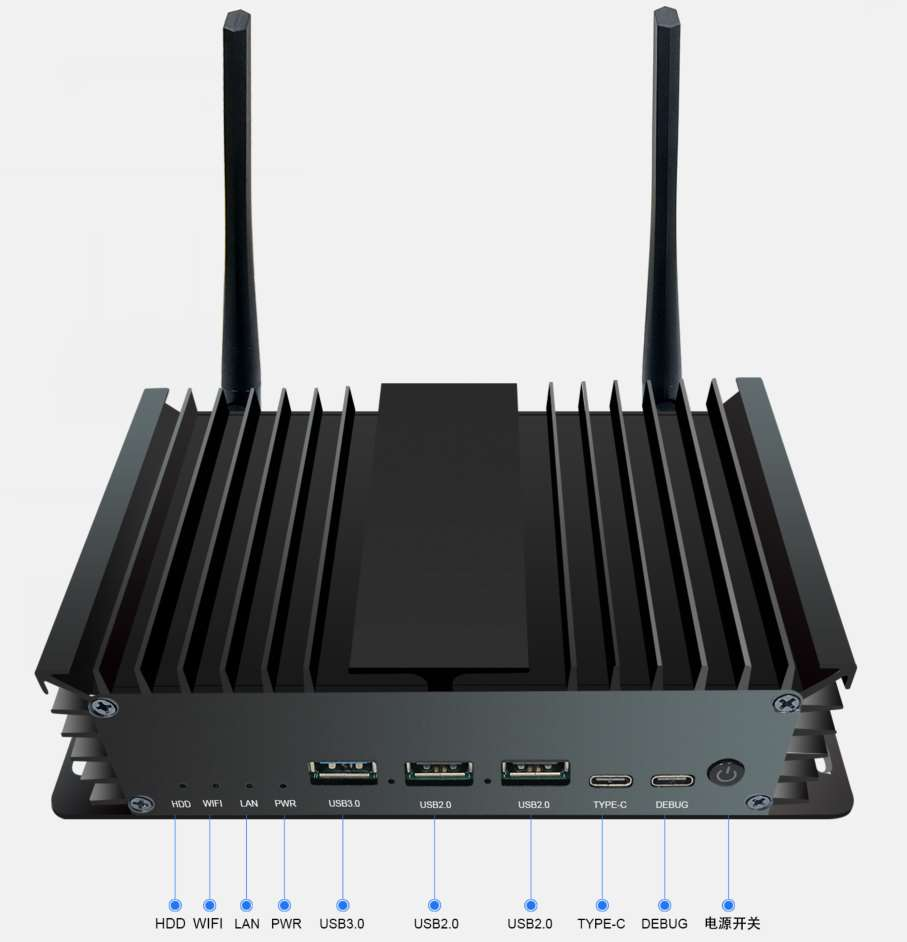 HDD WIFI LAN PWR USB3.0 USB2.0 USB2.0 TYPE-C DEBUG
HDD WIFI LAN PWR USB3.0 USB2.0 USB2.0 TYPE-C DEBUG 电源开关